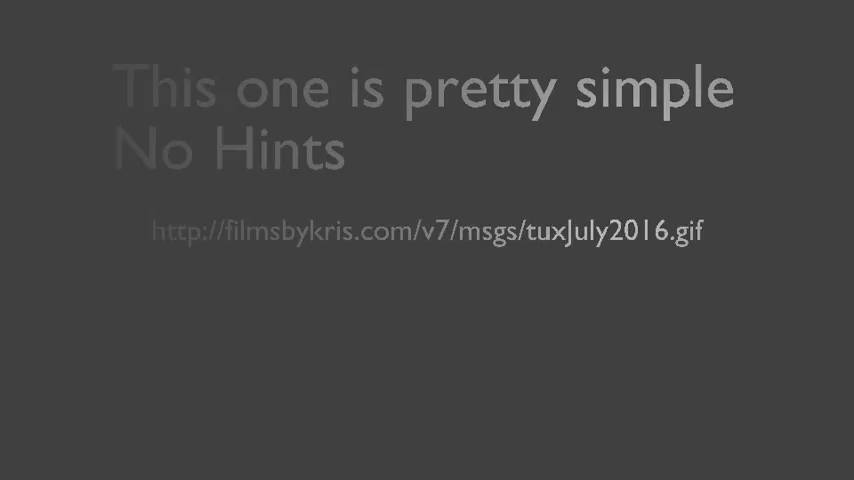 This one is pretty simple
No Hints
http://filmsbykris.com/v7/msgs/tuxJuly2016.gif